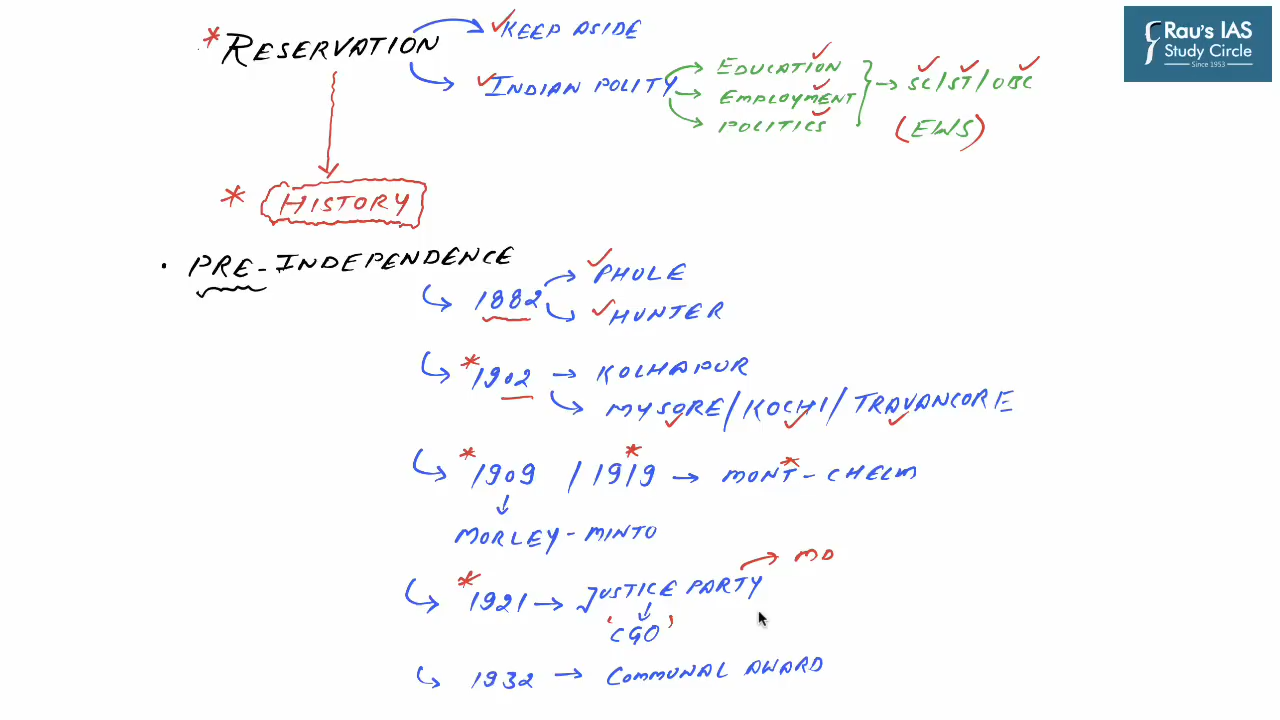 * RESERVATION
KEEP ASIDE
INDIAN POLITY
EDUCATION
EMPLOYMENT
POLITICS
SC/ST/OBC
(EWS)
* HISTORY
. PRE-INDEPENDENCE
1882
PHULE
HUNTER
*1902 → KOLHAPUR
MYSORE/KOCHI/TRAVANCORE
*1909 / 1919* → MONT*-CHELM
MORLEY-MINTO
*1921 → JUSTICE PARTY → MD
'CGO'
1932 → COMMUNAL AWARD
Rau's IAS
Study Circle
Since 1953